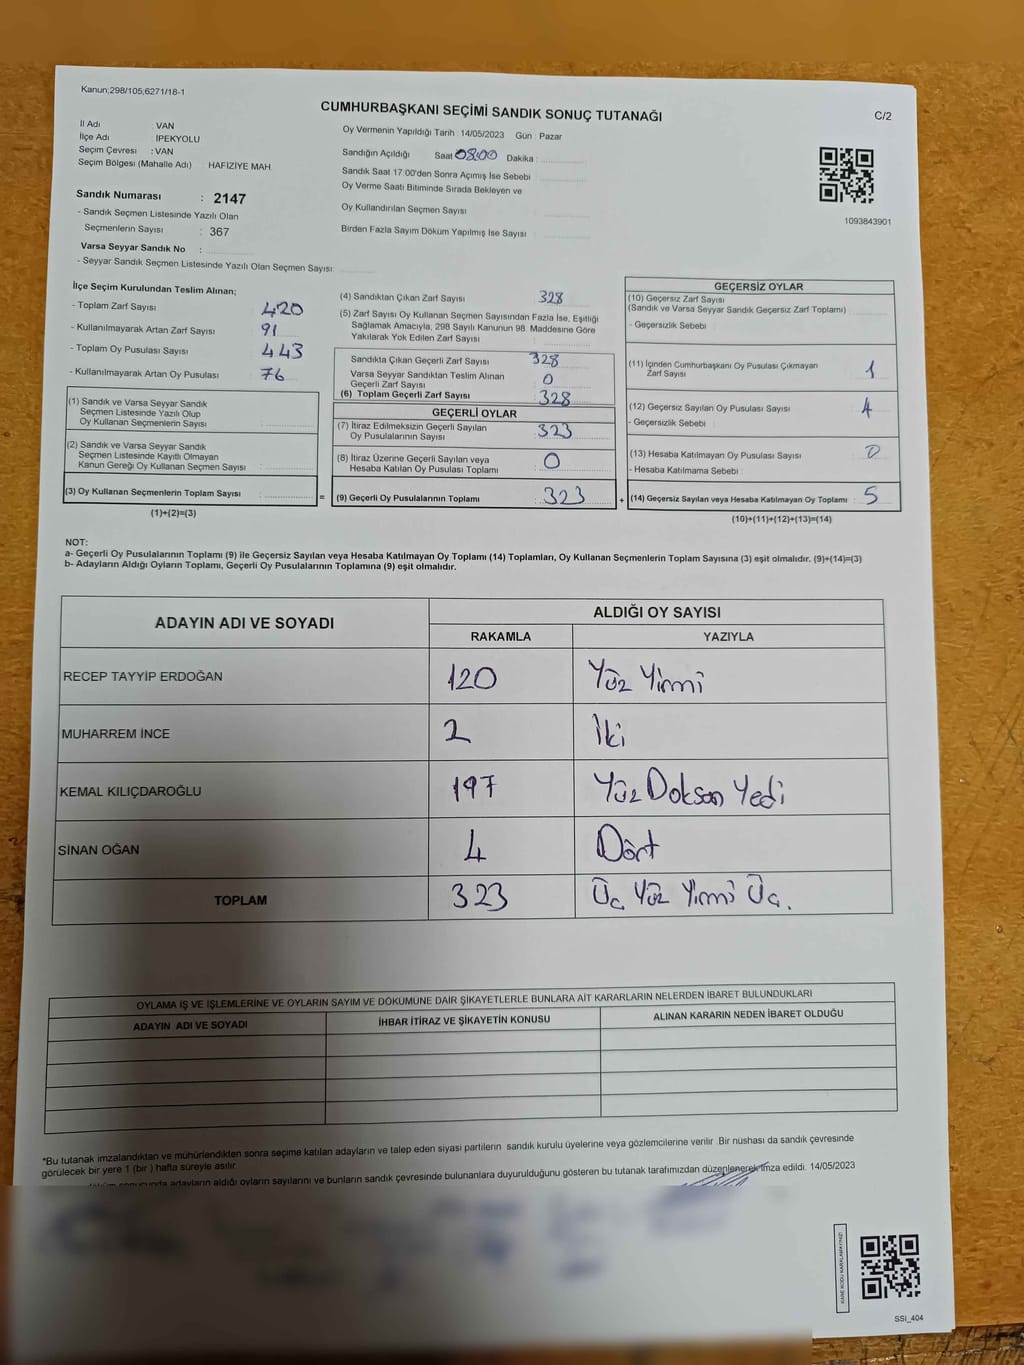 Kanun;298/105;6271/18-1
CUMHURBAŞKANI SEÇİMİ SANDIK SONUÇ TUTANAĞI
C/2
İl Adı : VAN
İlçe Adı : İPEKYOLU
Seçim Çevresi : VAN
Seçim Bölgesi (Mahalle Adı) : HAFIZIYE MAH.
Sandık Numarası : 2147
- Sandık Seçmen Listesinde Yazılı Olan
Seçmenlerin Sayısı : 367
Varsa Seyyar Sandık No :
- Seyyar Sandık Seçmen Listesinde Yazılı Olan Seçmen Sayısı:
Oy Vermenin Yapıldığı Tarih : 14/05/2023 Gün : Pazar
Sandığın Açıldığı Saat 08:00 Dakika :
Sandık Saat 17:00'den Sonra Açımış İse Sebebi
Oy Verme Saati Bitiminde Sırada Bekleyen ve
Oy Kullandırılan Seçmen Sayısı
Birden Fazla Sayım Döküm Yapılmış İse Sayısı :
1093843901
İlçe Seçim Kurulundan Teslim Alınan;
- Toplam Zarf Sayısı : 420
- Kullanılmayarak Artan Zarf Sayısı : 91
- Toplam Oy Pusulası Sayısı : 443
- Kullanılmayarak Artan Oy Pusulası : 76
(1) Sandık ve Varsa Seyyar Sandık
Seçmen Listesinde Yazılı Olup
Oy Kullanan Seçmenlerin Sayısı :
(2) Sandık ve Varsa Seyyar Sandık
Seçmen Listesinde Kayıtlı Olmayan
Kanun Gereği Oy Kullanan Seçmen Sayısı :
(3) Oy Kullanan Seçmenlerin Toplam Sayısı : =
(1)+(2)=(3)
(4) Sandıktan Çıkan Zarf Sayısı : 328
(5) Zarf Sayısı Oy Kullanan Seçmen Sayısından Fazla İse, Eşitliği
Sağlamak Amacıyla, 298 Sayılı Kanunun 98. Maddesine Göre
Yakılarak Yok Edilen Zarf Sayısı :
Sandıkta Çıkan Geçerli Zarf Sayısı : 328
Varsa Seyyar Sandıktan Teslim Alınan
Geçerli Zarf Sayısı : 0
(6) Toplam Geçerli Zarf Sayısı : 328
GEÇERLİ OYLAR
(7) İtiraz Edilmeksizin Geçerli Sayılan
Oy Pusulalarının Sayısı : 323
(8) İtiraz Üzerine Geçerli Sayılan veya
Hesaba Katılan Oy Pusulası Toplamı : 0
(9) Geçerli Oy Pusulalarının Toplamı : 323 +
GEÇERSİZ OYLAR
(10) Geçersiz Zarf Sayısı
(Sandık ve Varsa Seyyar Sandık Geçersiz Zarf Toplamı) :
- Geçersizlik Sebebi :
(11) İçinden Cumhurbaşkanı Oy Pusulası Çıkmayan
Zarf Sayısı : 1
(12) Geçersiz Sayılan Oy Pusulası Sayısı : 4
- Geçersizlik Sebebi :
(13) Hesaba Katılmayan Oy Pusulası Sayısı : 0
- Hesaba Katılmama Sebebi :
(14) Geçersiz Sayılan veya Hesaba Katılmayan Oy Toplamı : 5
(10)+(11)+(12)+(13)=(14)
NOT:
a- Geçerli Oy Pusulalarının Toplamı (9) ile Geçersiz Sayılan veya Hesaba Katılmayan Oy Toplamı (14) Toplamları, Oy Kullanan Seçmenlerin Toplam Sayısına (3) eşit olmalıdır. (9)+(14)=(3)
b- Adayların Aldığı Oyların Toplamı, Geçerli Oy Pusulalarının Toplamına (9) eşit olmalıdır.
ADAYIN ADI VE SOYADI
ALDIĞI OY SAYISI
RAKAMLA YAZIYLA
RECEP TAYYİP ERDOĞAN 120 Yüz Yirmi
MUHARREM İNCE 2 İki
KEMAL KILIÇDAROĞLU 197 Yüz Doksan Yedi
SİNAN OĞAN 4 Dört
TOPLAM 323 Üç Yüz Yirmi Üç.
OYLAMA İŞ VE İŞLEMLERİNE VE OYLARIN SAYIM VE DÖKÜMÜNE DAİR ŞİKAYETLERLE BUNLARA AİT KARARLARIN NELERDEN İBARET BULUNDUKLARI
ADAYIN ADI VE SOYADI İHBAR İTİRAZ VE ŞİKAYETİN KONUSU ALINAN KARARIN NEDEN İBARET OLDUĞU
*Bu tutanak imzalandıktan ve mühürlendikten sonra seçime katılan adayların ve talep eden siyasi partilerin sandık kurulu üyelerine veya gözlemcilerine verilir .Bir nüshası da sandık çevresinde
görülecek bir yere 1 (bir ) hafta süreyle asılır.
sonucunda adayların aldığı oyların sayılarını ve bunların sandık çevresinde bulunanlara duyurulduğunu gösteren bu tutanak tarafımızdan düzenlenerek imza edildi. 14/05/2023
KARE KODU KARALAMAYINIZ!
SSİ_404